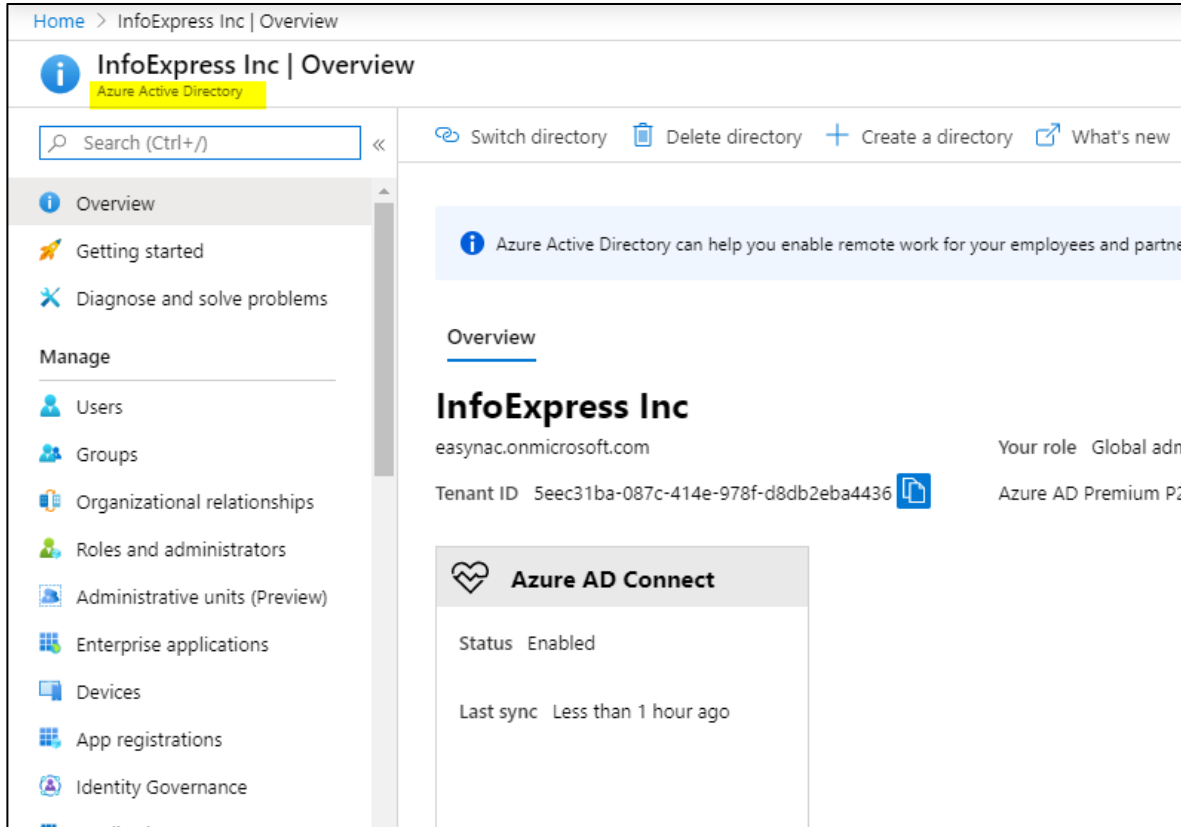 Home > InfoExpress Inc | Overview
InfoExpress Inc | Overview
Azure Active Directory
Search (Ctrl+/)
«
Switch directory Delete directory Create a directory What's new
Overview
Getting started
Diagnose and solve problems
Manage
Users
Groups
Organizational relationships
Roles and administrators
Administrative units (Preview)
Enterprise applications
Devices
App registrations
Identity Governance
Azure Active Directory can help you enable remote work for your employees and partne
Overview
InfoExpress Inc
easynac.onmicrosoft.com
Your role Global adm
Tenant ID 5eec31ba-087c-414e-978f-d8db2eba4436
Azure AD Premium P2
Azure AD Connect
Status Enabled
Last sync Less than 1 hour ago